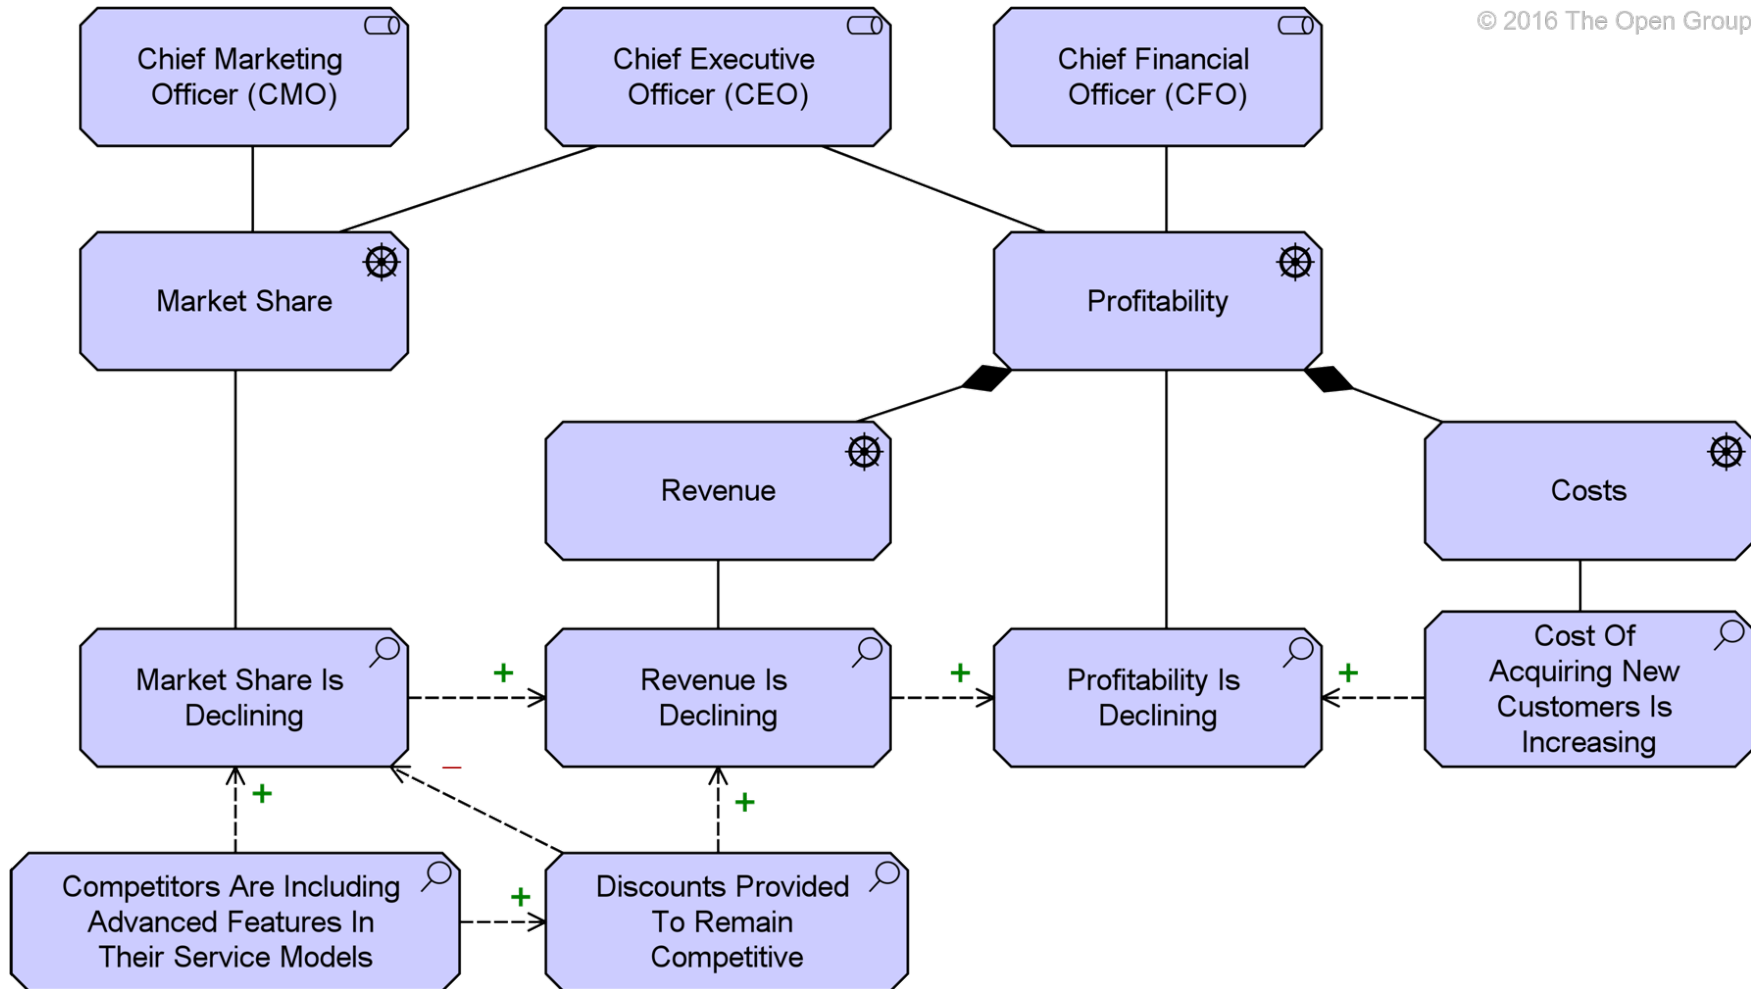 © 2016 The Open Group
Chief Marketing
Officer (CMO)
Chief Executive
Officer (CEO)
Chief Financial
Officer (CFO)
Market Share
Profitability
Revenue
Costs
Market Share Is
Declining
+
Revenue Is
Declining
+
Profitability Is
Declining
+
Cost Of
Acquiring New
Customers Is
Increasing
+
–
+
Competitors Are Including
Advanced Features In
Their Service Models
+
Discounts Provided
To Remain
Competitive